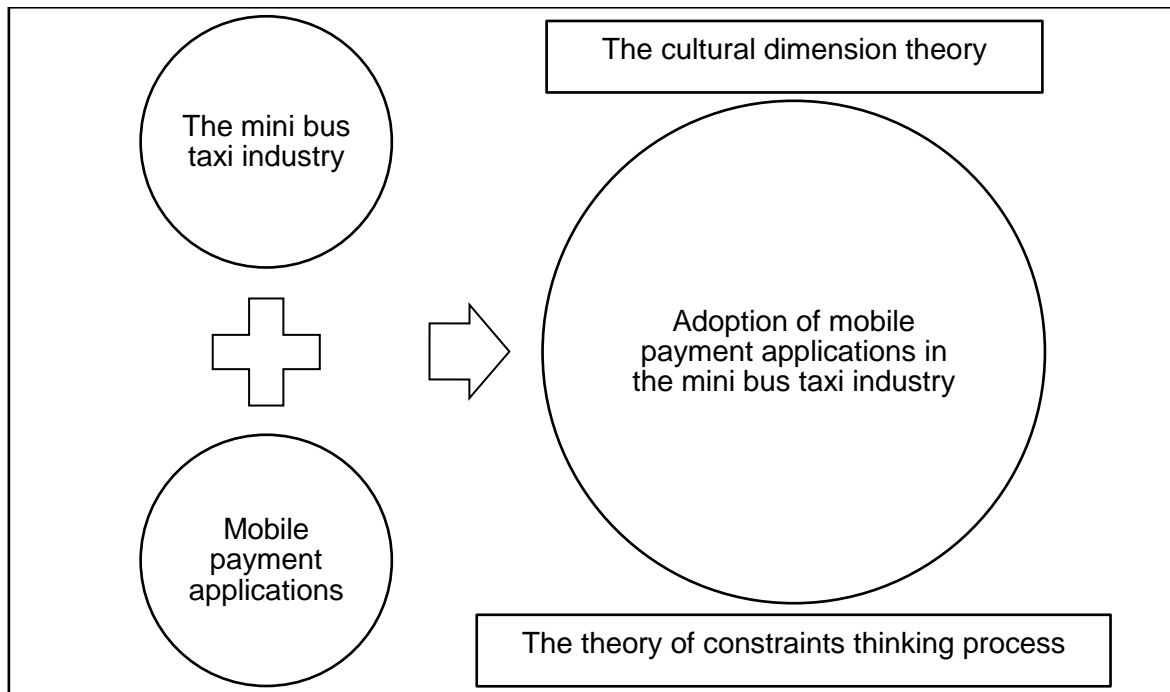 The mini bus
taxi industry
Mobile
payment
applications
The cultural dimension theory
Adoption of mobile
payment applications in
the mini bus taxi industry
The theory of constraints thinking process